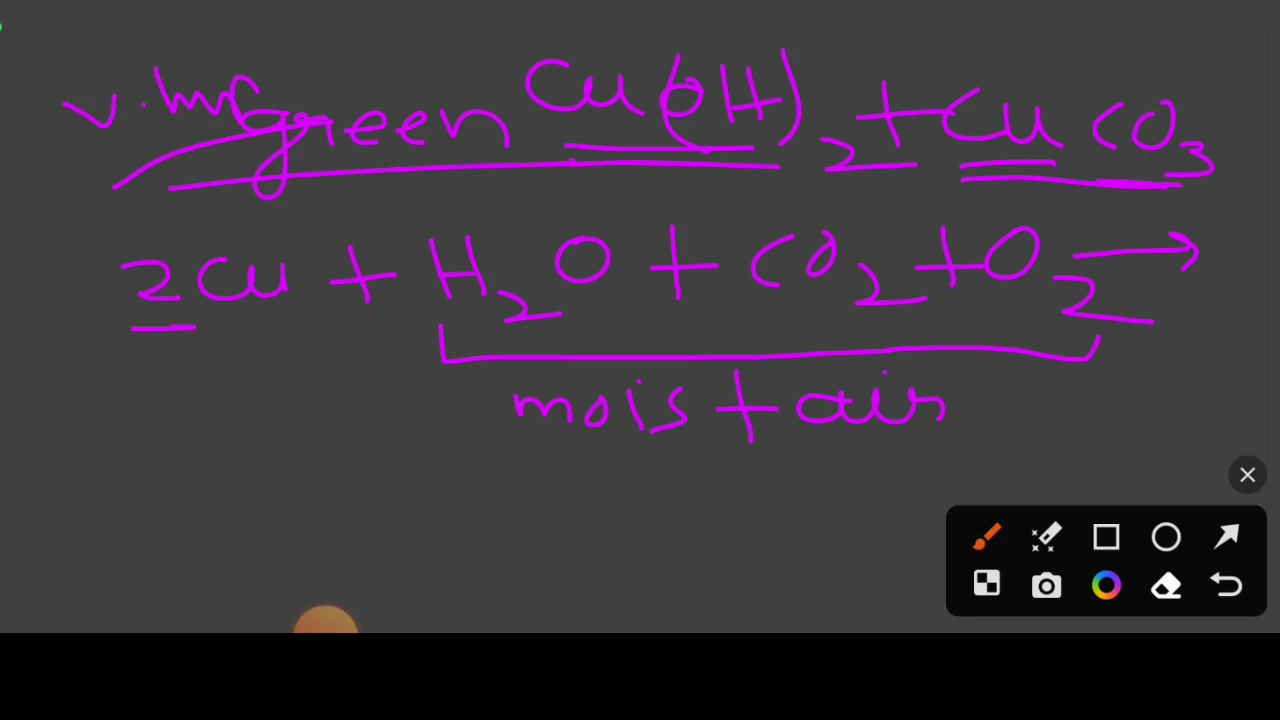 v. Imp green Cu(OH)₂ + CuCO₃
2Cu + H₂O + CO₂ + O₂ →
moist air